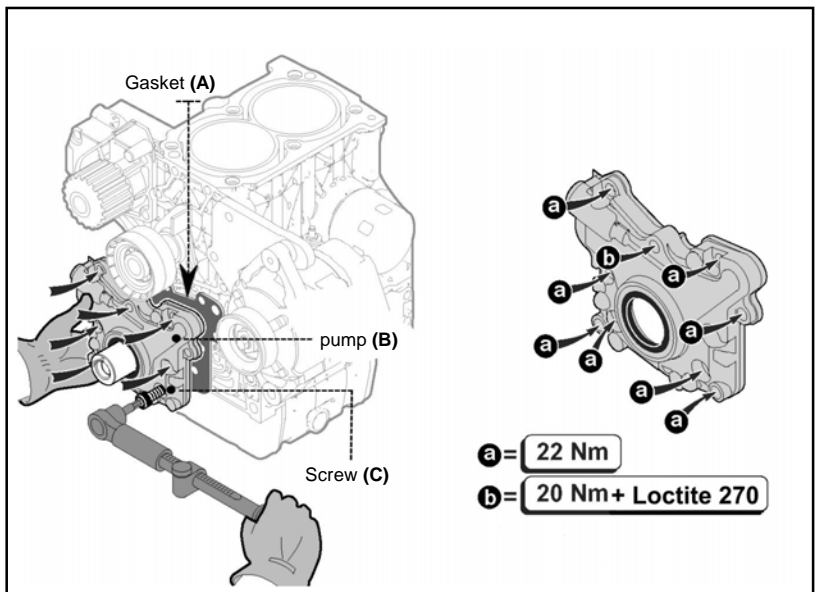 Gasket (A)
pump (B)
Screw (C)
a
b
a
a
a
a
a
a
a
a = 22 Nm
b = 20 Nm + Loctite 270